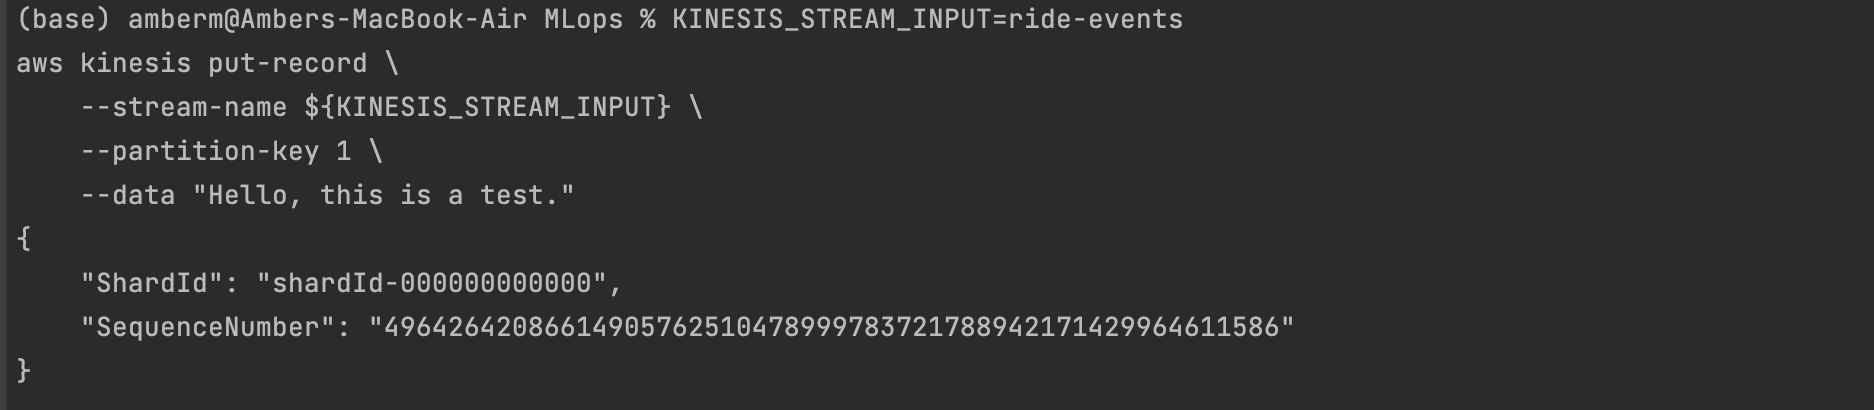 (base) amberm@Ambers-MacBook-Air MLops % KINESIS_STREAM_INPUT=ride-events
aws kinesis put-record \
    --stream-name ${KINESIS_STREAM_INPUT} \
    --partition-key 1 \
    --data "Hello, this is a test."
{
    "ShardId": "shardId-000000000000",
    "SequenceNumber": "49642642086614905762510478999783721788942171429964611586"
}